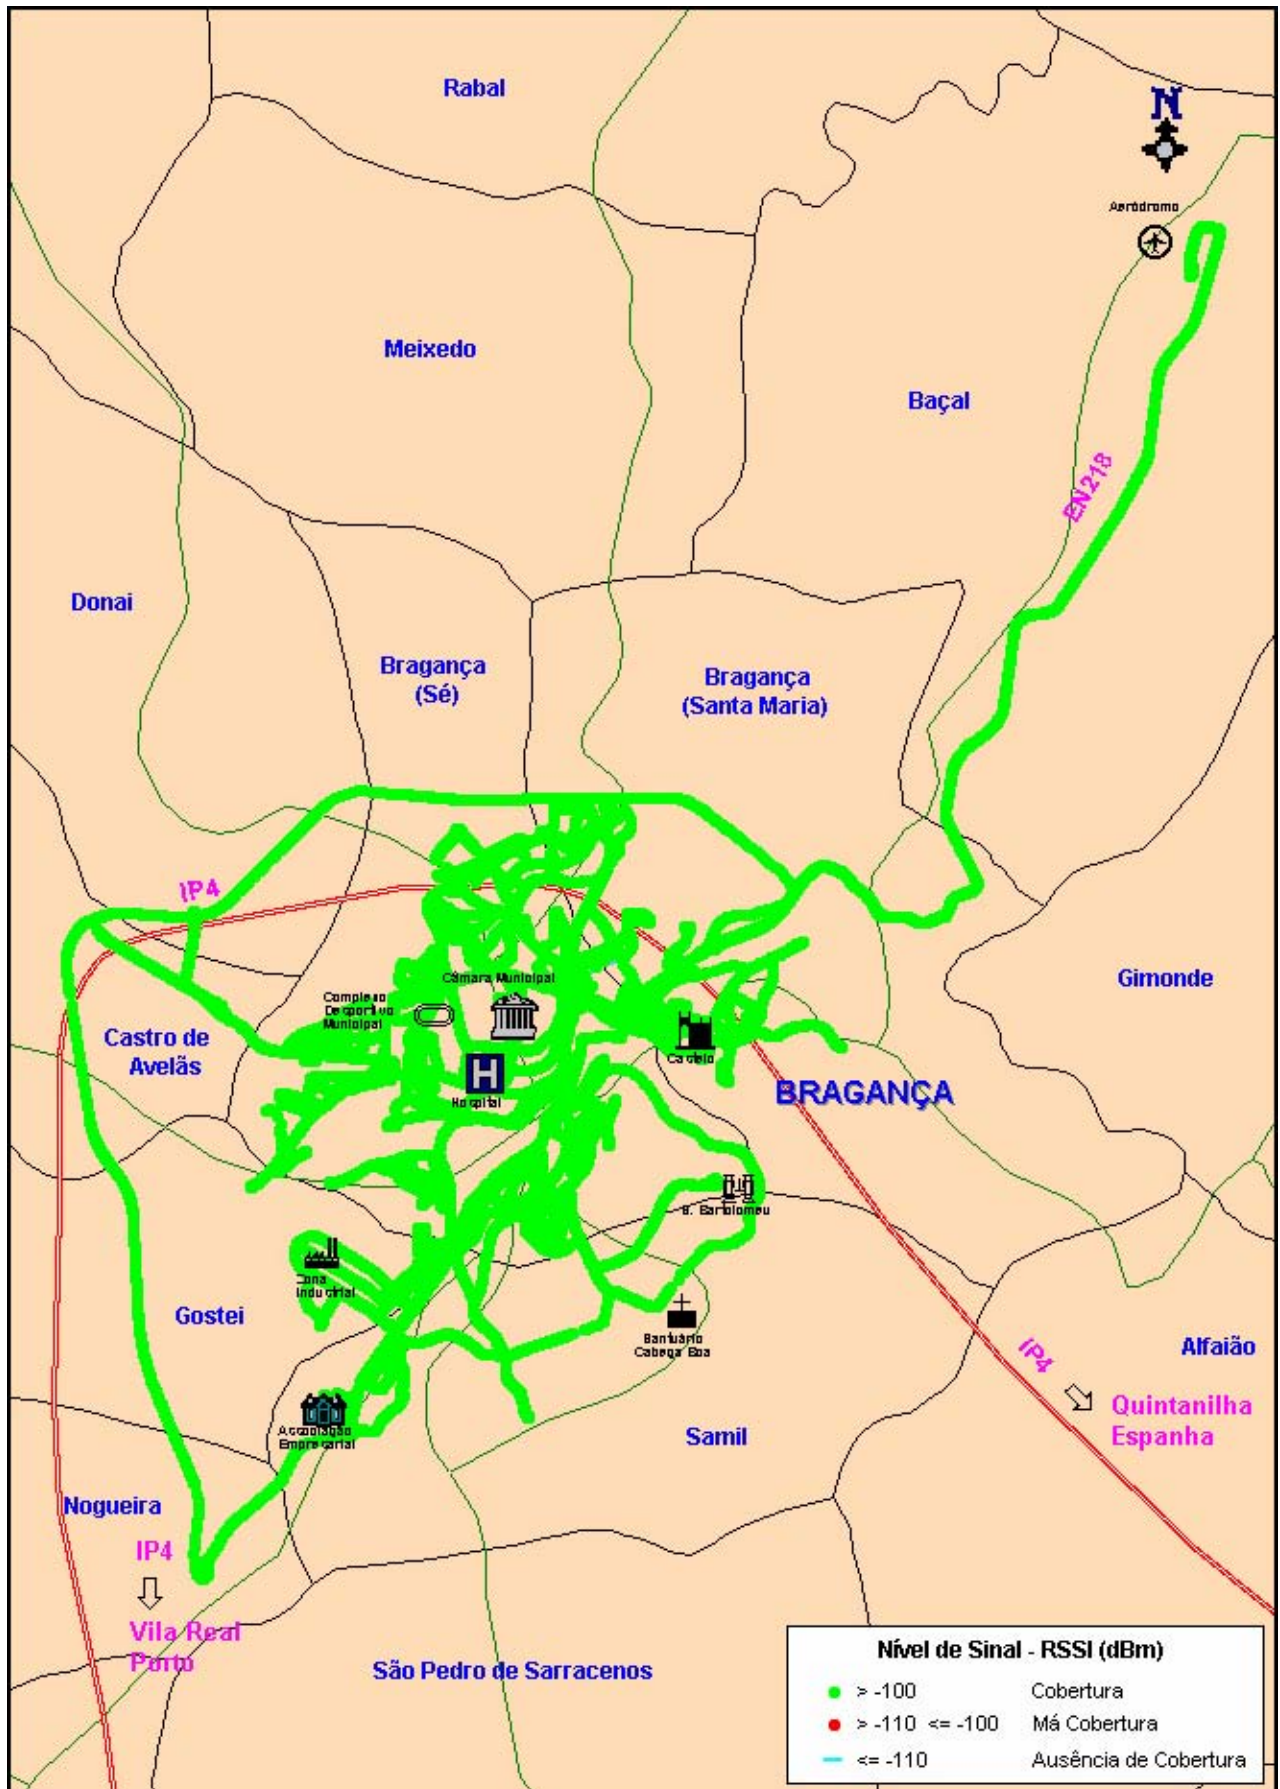 Rabal
N
Aeródromo
Meixedo
Baçal
EN218
Donai
Bragança
(Sé)
Bragança
(Santa Maria)
IP4
Câmara Municipal
Complexo
Desportivo
Municipal
Gimonde
Castro de
Avelãs
Castelo
H
Hospital
BRAGANÇA
S. Bartolomeu
Zona
Industrial
Gostei
Santuário
Cabeça Boa
IP4
Alfaião
Quintanilha
Espanha
Associação
Empresarial
Samil
Nogueira
IP4
Vila Real
Porto
São Pedro de Sarracenos
Nível de Sinal - RSSI (dBm)
> -100 Cobertura
> -110 <= -100 Má Cobertura
<= -110 Ausência de Cobertura